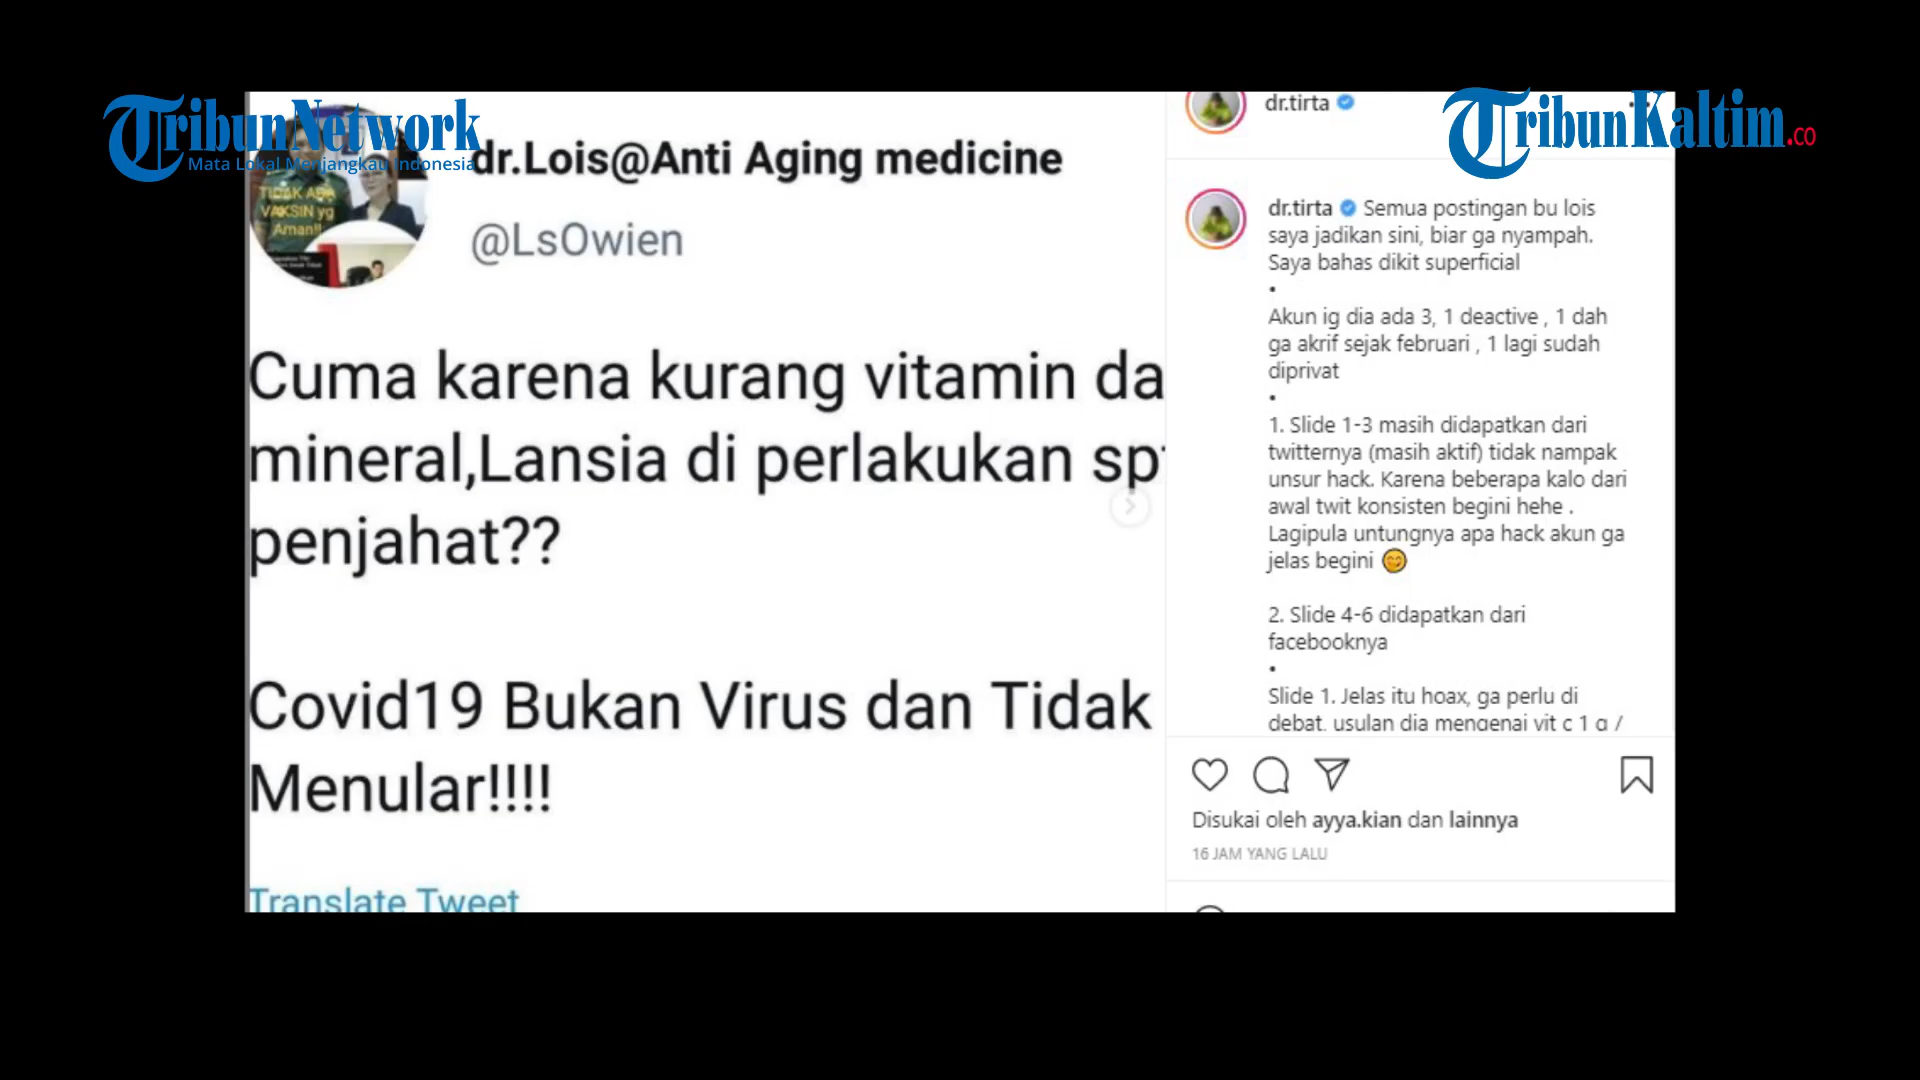 TribunNetwork
Mata Lokal Menjangkau Indonesia
TribunKaltim.co
TIDAK ADA
VAKSIN yg
Aman!!
dr.Lois@Anti Aging medicine
@LsOwien
Cuma karena kurang vitamin da
mineral,Lansia di perlakukan sp
penjahat??
Covid19 Bukan Virus dan Tidak
Menular!!!!
Translate Tweet
dr.tirta
dr.tirta Semua postingan bu lois
saya jadikan sini, biar ga nyampah.
Saya bahas dikit superficial
•
Akun ig dia ada 3, 1 deactive , 1 dah
ga akrif sejak februari , 1 lagi sudah
diprivat
•
1. Slide 1-3 masih didapatkan dari
twitternya (masih aktif) tidak nampak
unsur hack. Karena beberapa kalo dari
awal twit konsisten begini hehe .
Lagipula untungnya apa hack akun ga
jelas begini 😊
2. Slide 4-6 didapatkan dari
facebooknya
•
Slide 1. Jelas itu hoax, ga perlu di
debat, usulan dia mengenai vit c 1 g /
Disukai oleh ayya.kian dan lainnya
16 JAM YANG LALU